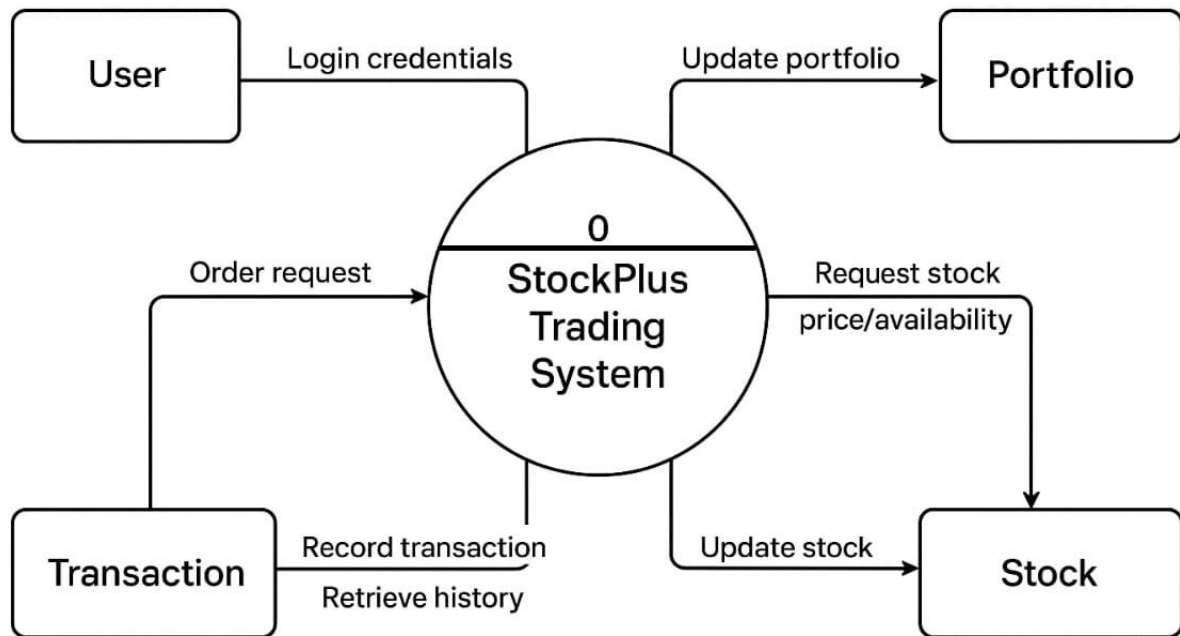 User
Login credentials
Update portfolio
Portfolio
0
StockPlus
Trading
System
Order request
Request stock
price/availability
Transaction
Record transaction
Retrieve history
Update stock
Stock